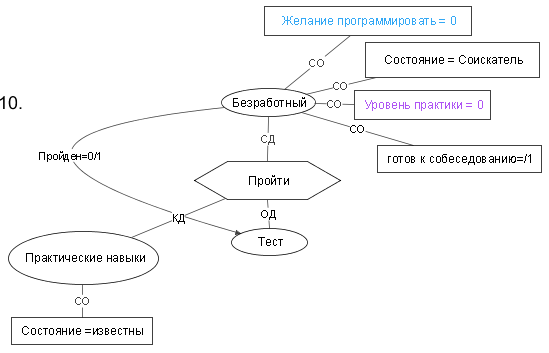 Желание программировать = 0
СО
Состояние = Соискатель
СО
10.
Безработный
СО
Уровень практики = 0
СО
СД
Пройден=0/1
готов к собеседованию=/1
Пройти
КД
ОД
Тест
Практические навыки
СО
Состояние =известны